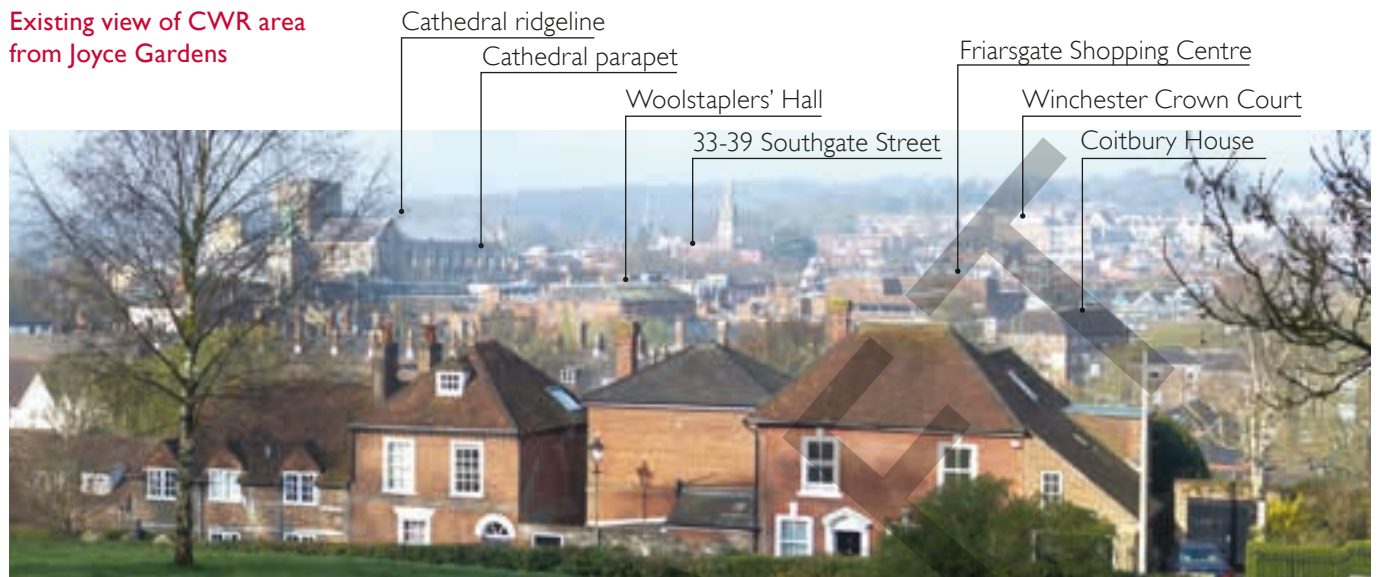 Existing view of CWR area
from Joyce Gardens
Cathedral ridgeline
Cathedral parapet
Woolstaplers' Hall
33-39 Southgate Street
Friarsgate Shopping Centre
Winchester Crown Court
Coitbury House